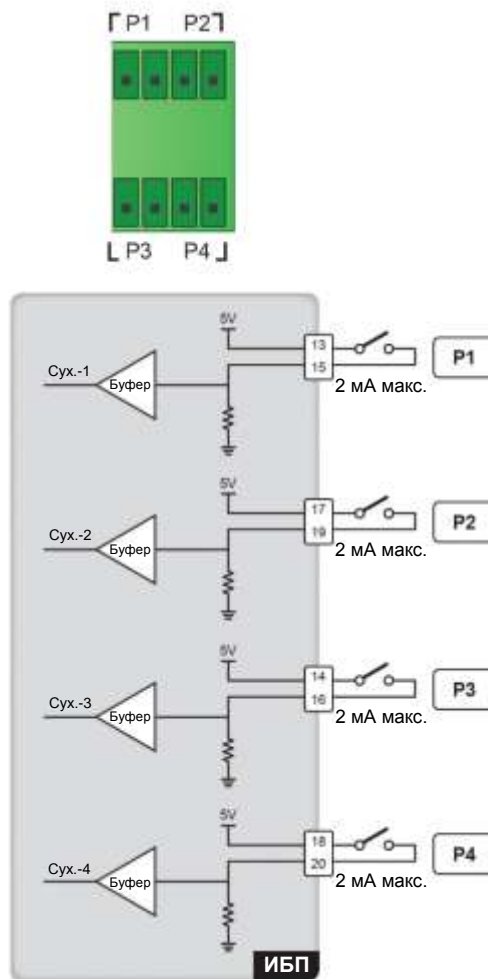 P1 P2
P3 P4
5V
13
Сух.-1
Буфер
15
P1
2 мА макс.
5V
17
Сух.-2
Буфер
19
P2
2 мА макс.
5V
14
Сух.-3
Буфер
16
P3
2 мА макс.
5V
18
Сух.-4
Буфер
20
P4
2 мА макс.
ИБП